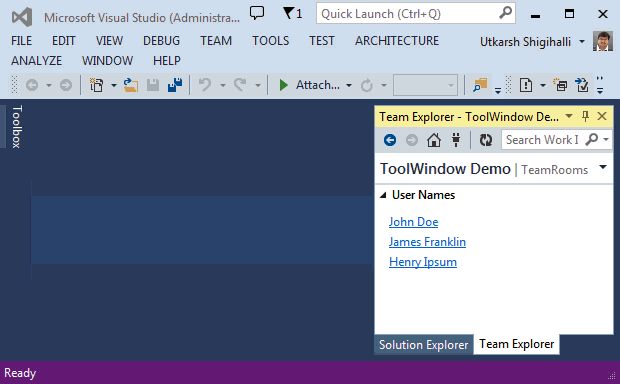 Microsoft Visual Studio (Administra... 1 Quick Launch (Ctrl+Q)
FILE EDIT VIEW DEBUG TEAM TOOLS TEST ARCHITECTURE Utkarsh Shigihalli
ANALYZE WINDOW HELP
Attach...
Toolbox
Team Explorer - ToolWindow De...
Search Work I
ToolWindow Demo | TeamRooms
User Names
John Doe
James Franklin
Henry Ipsum
Solution Explorer Team Explorer
Ready